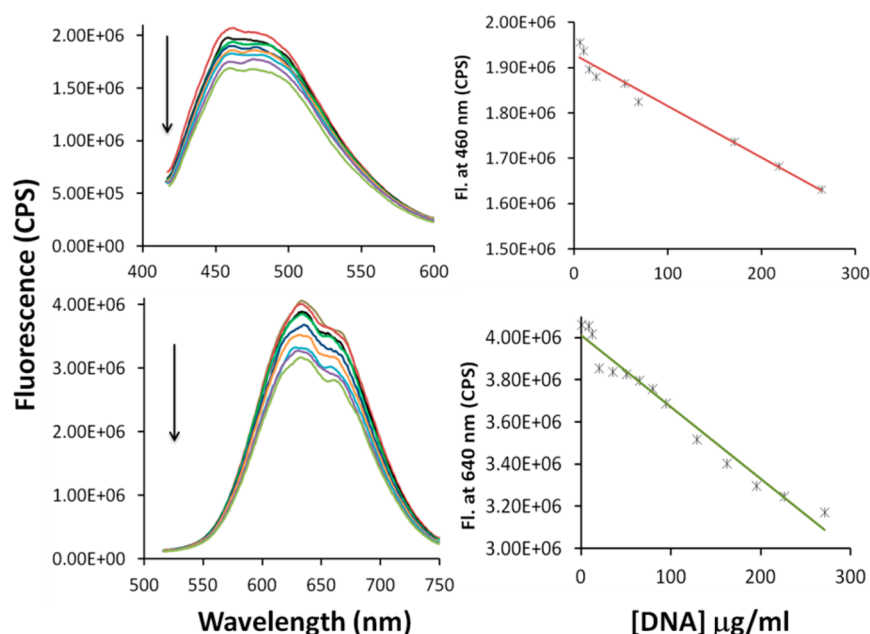 Fluorescence (CPS)
2.00E+06
1.50E+06
1.00E+06
5.00E+05
0.00E+00
400 450 500 550 600
Fl. at 460 nm (CPS)
2.00E+06
1.90E+06
1.80E+06
1.70E+06
1.60E+06
1.50E+06
0 100 200 300
4.00E+06
3.00E+06
2.00E+06
1.00E+06
0.00E+00
500 550 600 650 700 750
Wavelength (nm)
Fl. at 640 nm (CPS)
4.00E+06
3.80E+06
3.60E+06
3.40E+06
3.20E+06
3.00E+06
0 100 200 300
[DNA] µg/ml